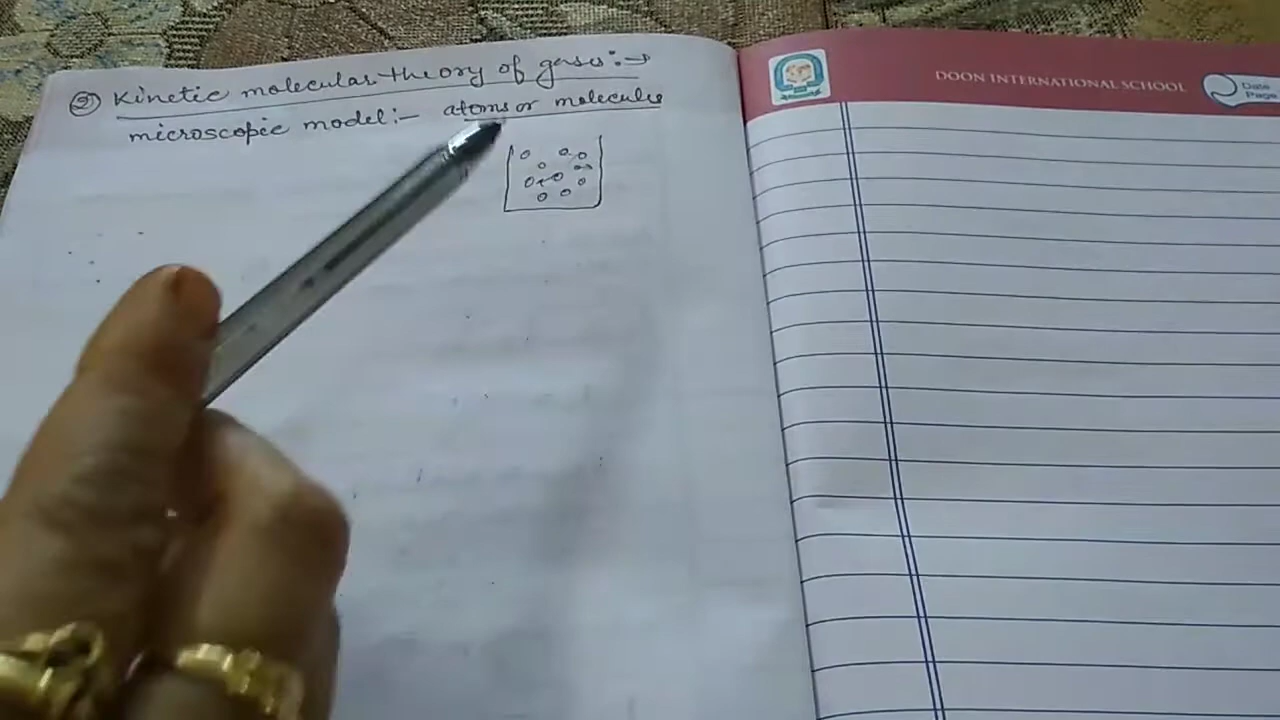 ② Kinetic molecular theory of gases:→
microscopic model:- atoms or molecules
DOON INTERNATIONAL SCHOOL
Date
Page